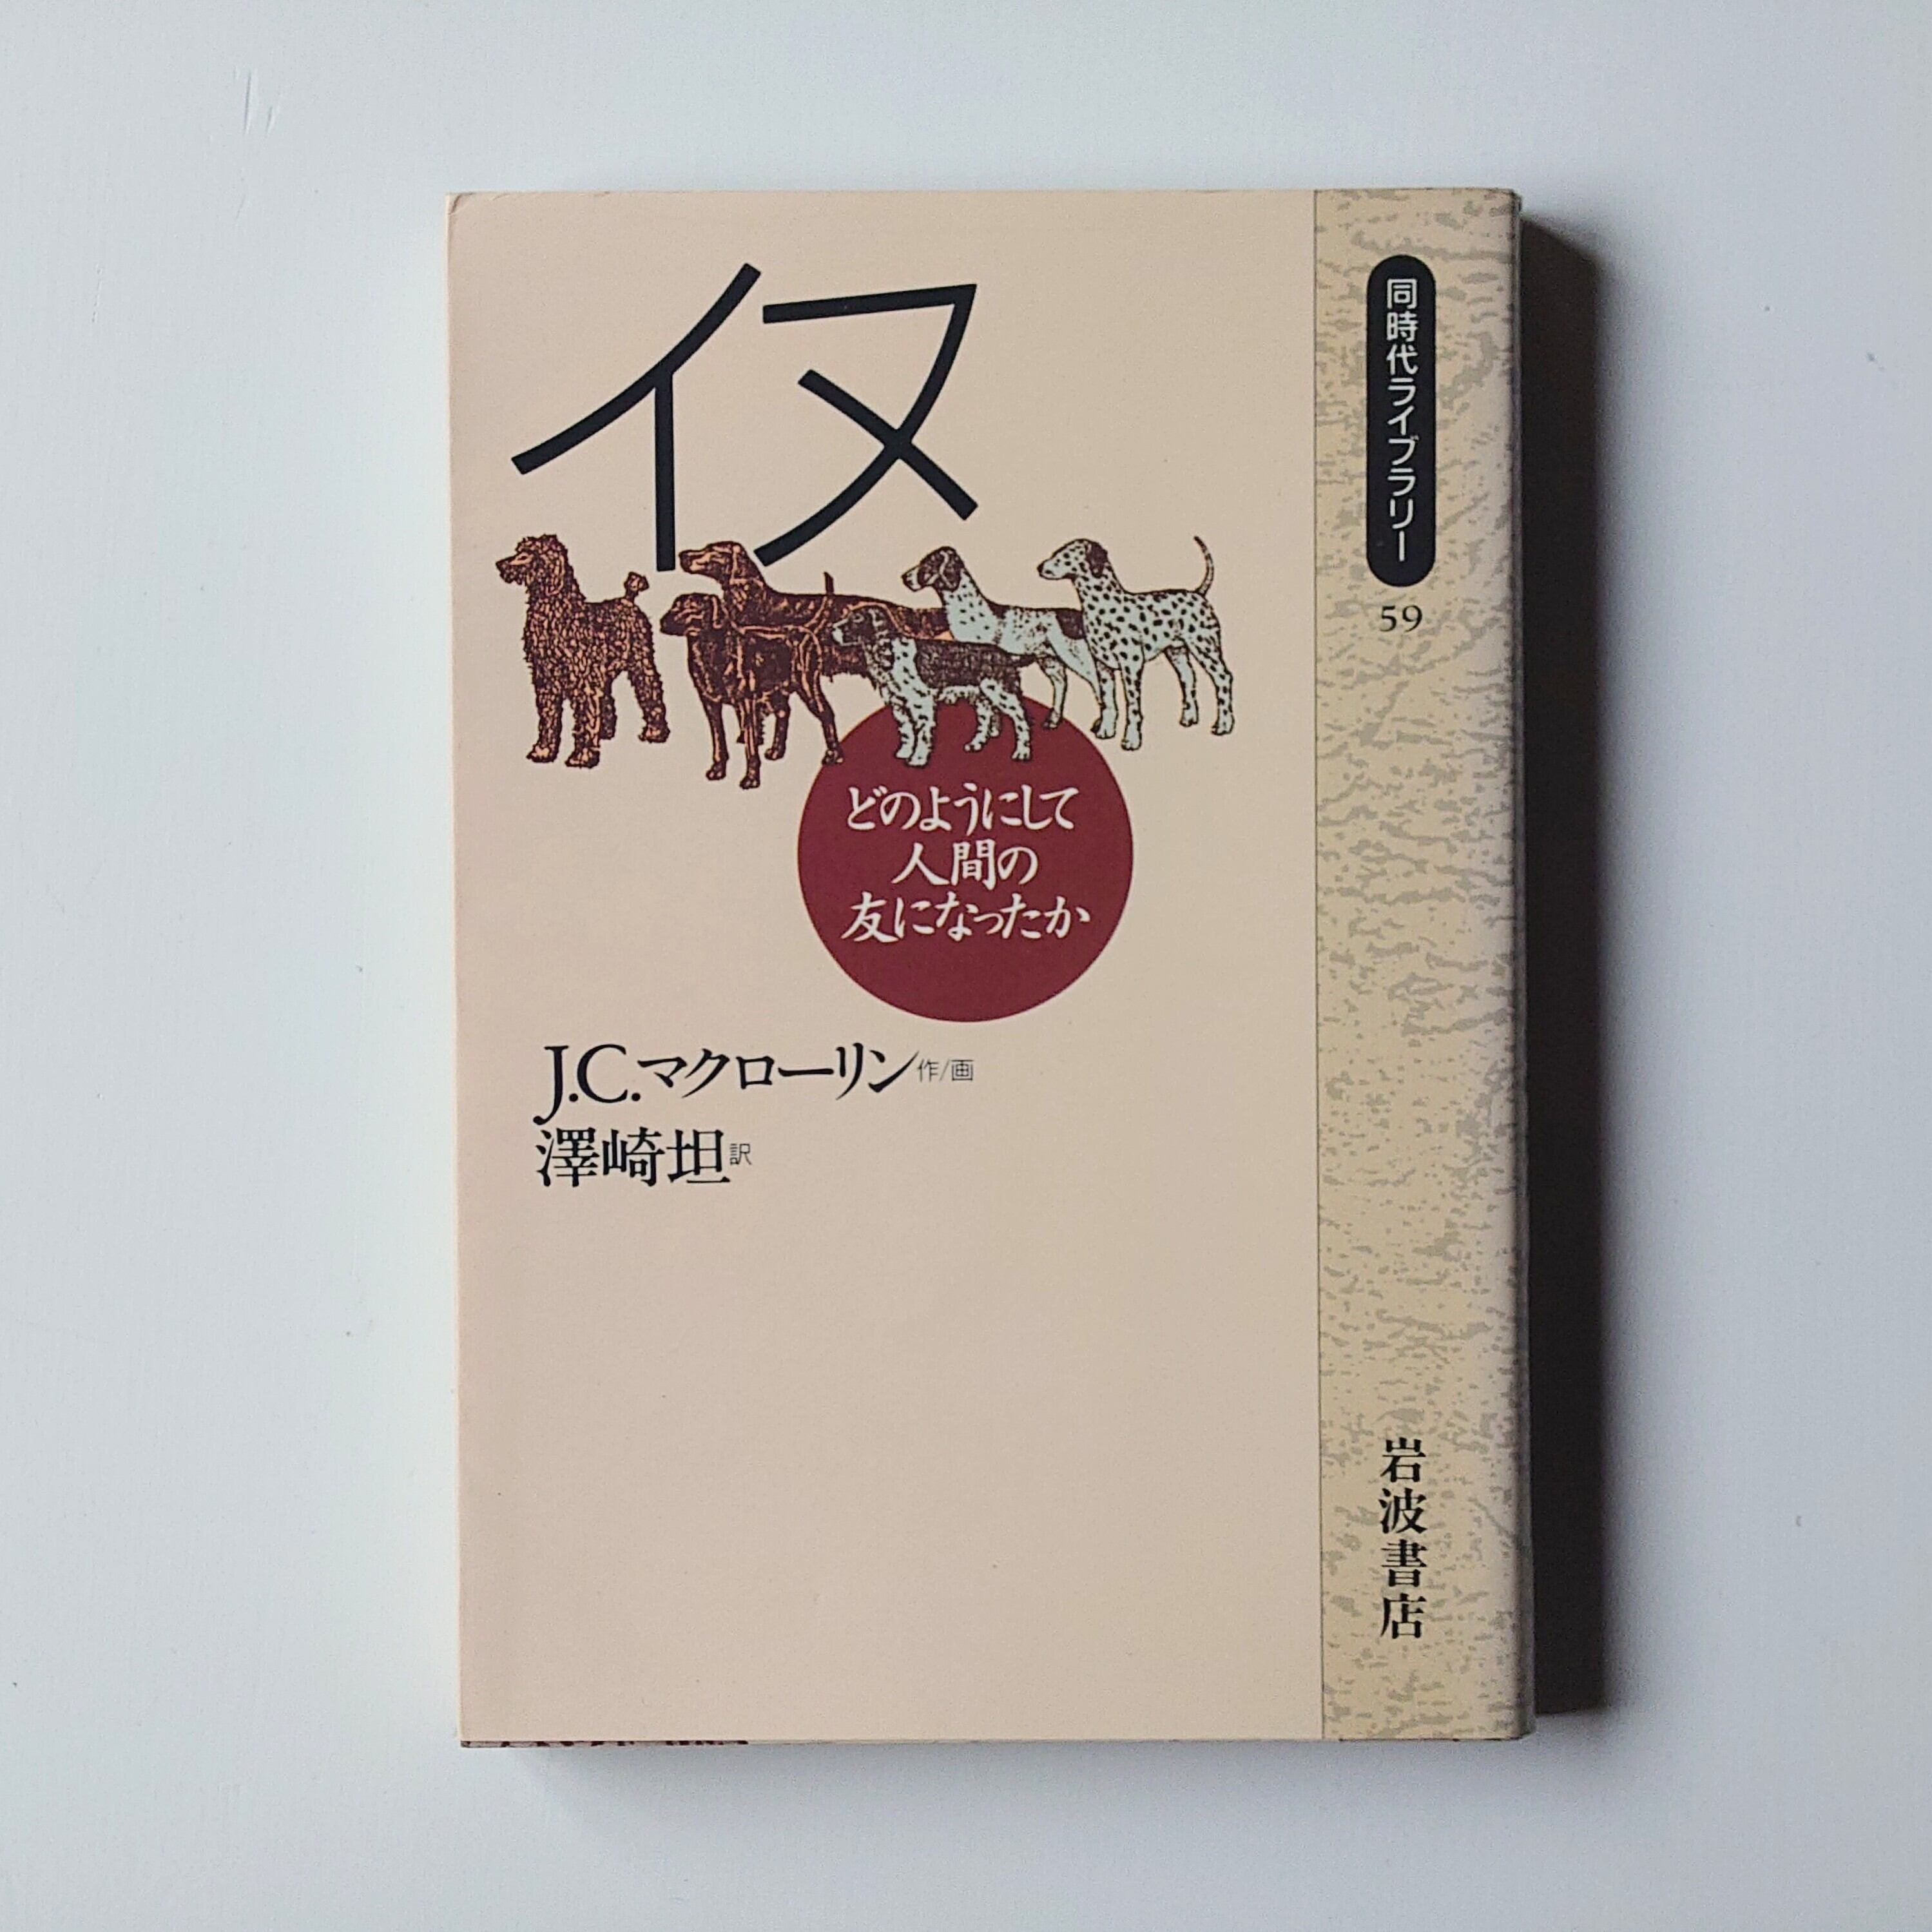 イヌ
どのようにして
人間の
友になったか
J.C.マクローリン作/画
澤崎坦訳
同時代ライブラリー
59
岩波書店